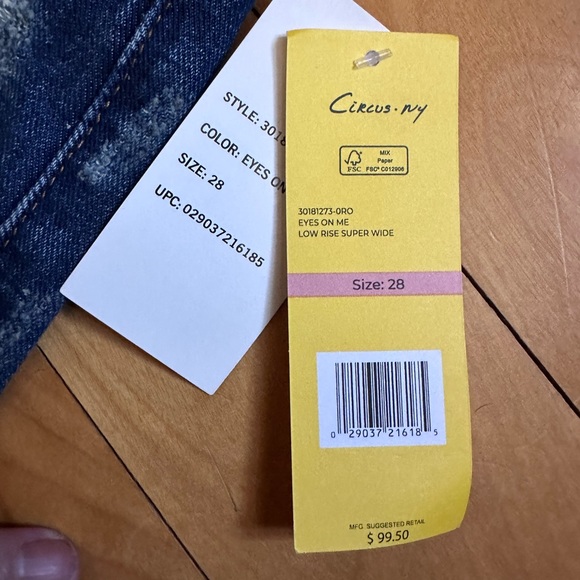 STYLE: 3018
COLOR: EYES ON
SIZE: 28
UPC: 029037216185
Circus NY
FSC
MIX
Paper
FSC® C012906
30181273-0RO
EYES ON ME
LOW RISE SUPER WIDE
Size: 28
0 29037 21618 5
MFG. SUGGESTED RETAIL
$ 99.50